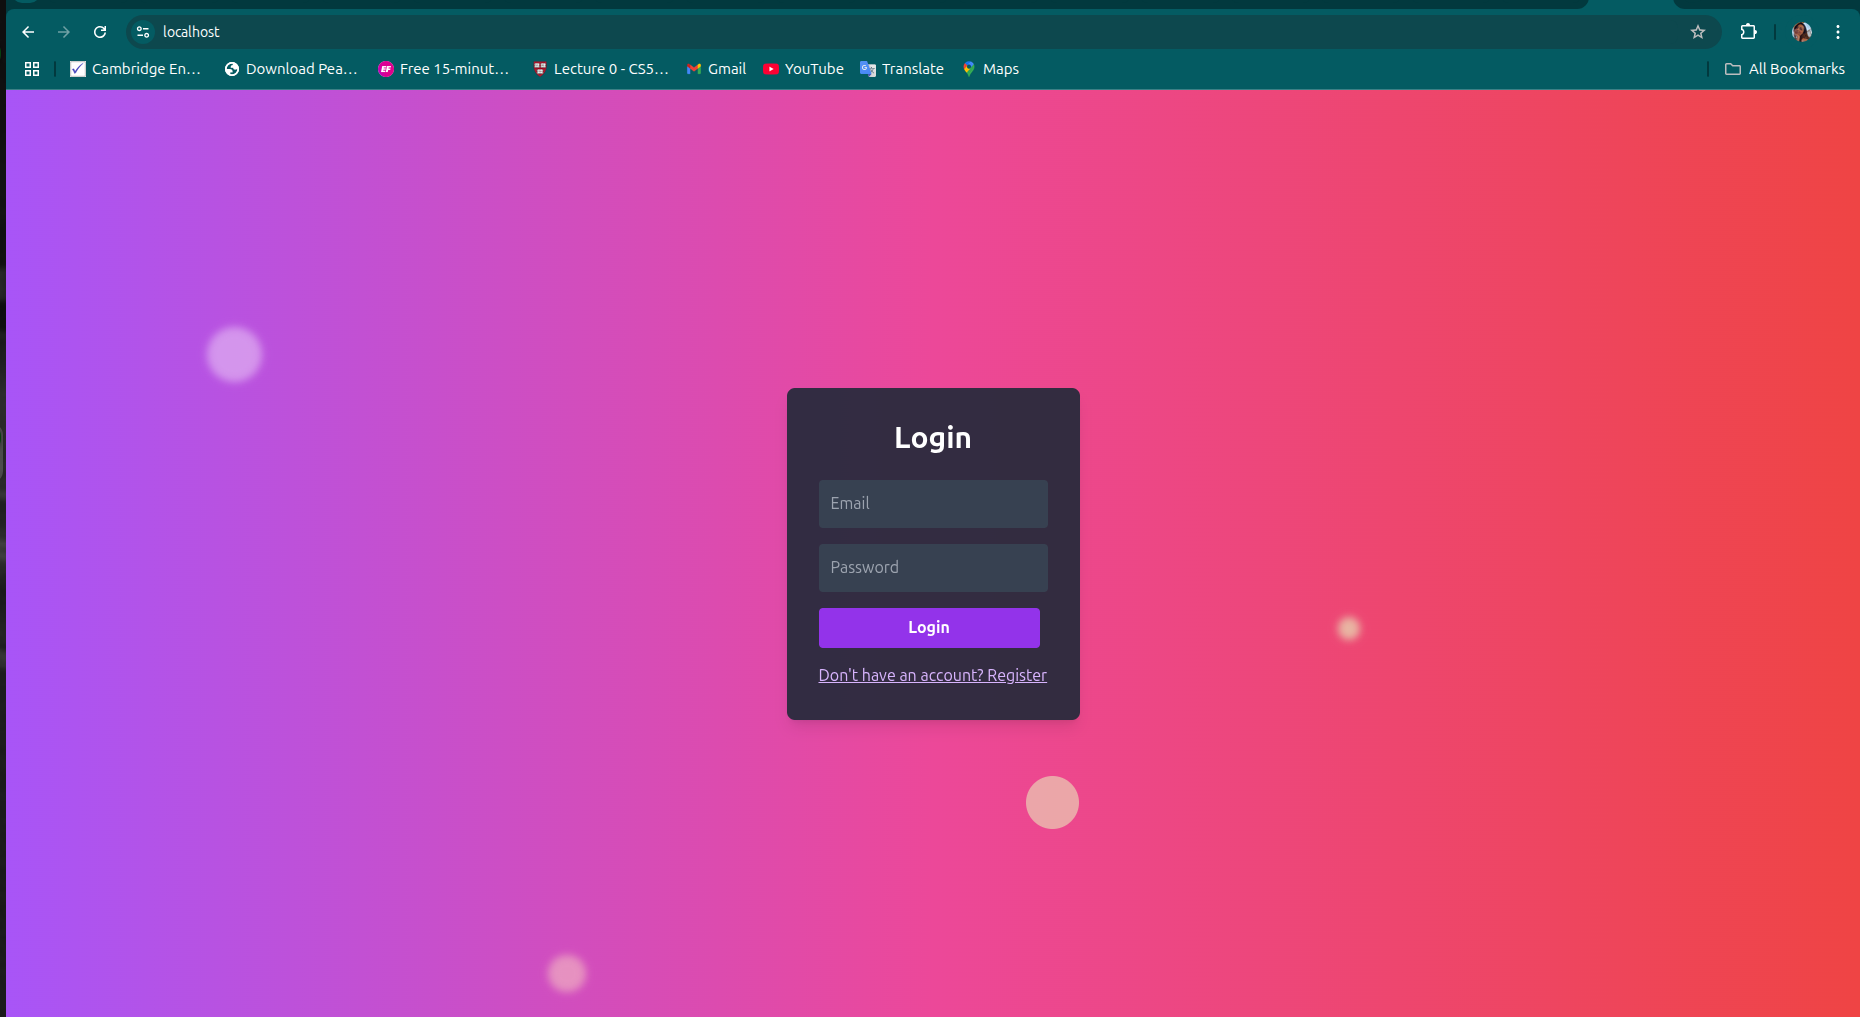 localhost
Cambridge En... Download Pea... Free 15-minut... Lecture 0 - CS5... Gmail YouTube Translate Maps All Bookmarks
Login
Email
Password
Login
Don't have an account? Register